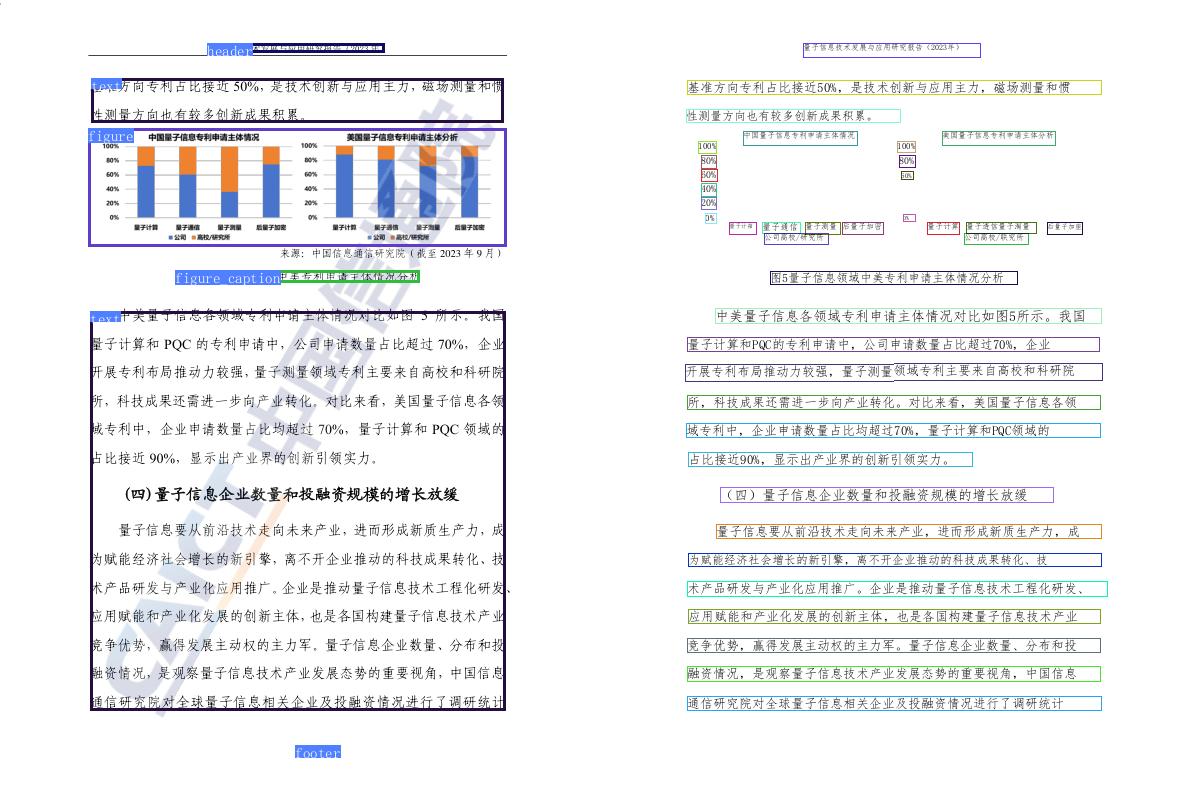 header
text
基准方向专利占比接近 50%，是技术创新与应用主力，磁场测量和惯
性测量方向也有较多创新成果积累。
figure
中国量子信息专利申请主体情况
100%
80%
60%
40%
20%
0%
量子计算 量子通信 量子测量 后量子加密
公司 高校/研究所
美国量子信息专利申请主体分析
100%
80%
60%
40%
20%
0%
量子计算 量子通信 量子测量 后量子加密
公司 高校/研究所
来源：中国信息通信研究院（截至 2023 年 9 月）
figure caption
中美专利申请主体情况分析
text
中美量子信息各领域专利申请主体情况对比如图 5 所示。我国
量子计算和 PQC 的专利申请中，公司申请数量占比超过 70%，企业
开展专利布局推动力较强，量子测量领域专利主要来自高校和科研院
所，科技成果还需进一步向产业转化。对比来看，美国量子信息各领
域专利中，企业申请数量占比均超过 70%，量子计算和 PQC 领域的
占比接近 90%，显示出产业界的创新引领实力。
(四)量子信息企业数量和投融资规模的增长放缓
量子信息要从前沿技术走向未来产业，进而形成新质生产力，成
为赋能经济社会增长的新引擎，离不开企业推动的科技成果转化、技
术产品研发与产业化应用推广。企业是推动量子信息技术工程化研发、
应用赋能和产业化发展的创新主体，也是各国构建量子信息技术产业
竞争优势，赢得发展主动权的主力军。量子信息企业数量、分布和投
融资情况，是观察量子信息技术产业发展态势的重要视角，中国信息
通信研究院对全球量子信息相关企业及投融资情况进行了调研统计
footer
CAICT 中国信通院
量子信息技术发展与应用研究报告（2023年）
基准方向专利占比接近50%，是技术创新与应用主力，磁场测量和惯
性测量方向也有较多创新成果积累。
中国量子信息专利申请主体情况
100%
80%
60%
40%
20%
0%
量子计算 量子通信 量子测量 后量子加密
公司高校/研究所
美国量子信息专利申请主体分析
100%
80%
量子计算 量子通信量子测量 后量子加密
图5量子信息领域中美专利申请主体情况分析
中美量子信息各领域专利申请主体情况对比如图5所示。我国
量子计算和PQC的专利申请中，公司申请数量占比超过70%，企业
开展专利布局推动力较强，量子测量领域专利主要来自高校和科研院
所，科技成果还需进一步向产业转化。对比来看，美国量子信息各领
域专利中，企业申请数量占比均超过70%，量子计算和PQC领域的
占比接近90%，显示出产业界的创新引领实力。
（四）量子信息企业数量和投融资规模的增长放缓
量子信息要从前沿技术走向未来产业，进而形成新质生产力，成
为赋能经济社会增长的新引擎，离不开企业推动的科技成果转化、技
术产品研发与产业化应用推广。企业是推动量子信息技术工程化研发、
应用赋能和产业化发展的创新主体，也是各国构建量子信息技术产业
竞争优势，赢得发展主动权的主力军。量子信息企业数量、分布和投
融资情况，是观察量子信息技术产业发展态势的重要视角，中国信息
通信研究院对全球量子信息相关企业及投融资情况进行了调研统计